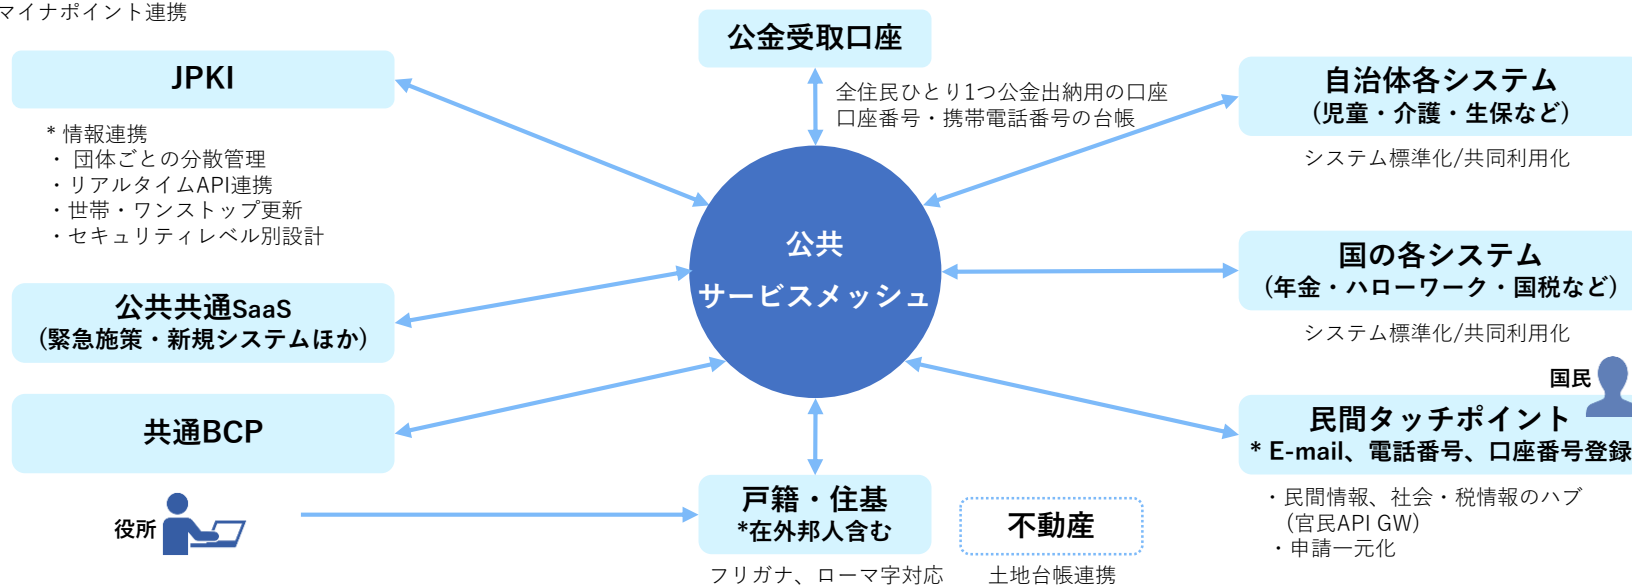 マイナポイント連携
JPKI
* 情報連携
・ 団体ごとの分散管理
・リアルタイムAPI連携
・世帯・ワンストップ更新
・セキュリティレベル別設計
公共共通SaaS
(緊急施策・新規システムほか)
共通BCP
役所
公金受取口座
全住民ひとり1つ公金出納用の口座
口座番号・携帯電話番号の台帳
公共
サービスメッシュ
戸籍・住基
*在外邦人含む
フリガナ、ローマ字対応
不動産
土地台帳連携
自治体各システム
(児童・介護・生保など)
システム標準化/共同利用化
国の各システム
(年金・ハローワーク・国税など)
システム標準化/共同利用化
国民
民間タッチポイント
* E-mail、電話番号、口座番号登録
・民間情報、社会・税情報のハブ
(官民API GW)
・申請一元化